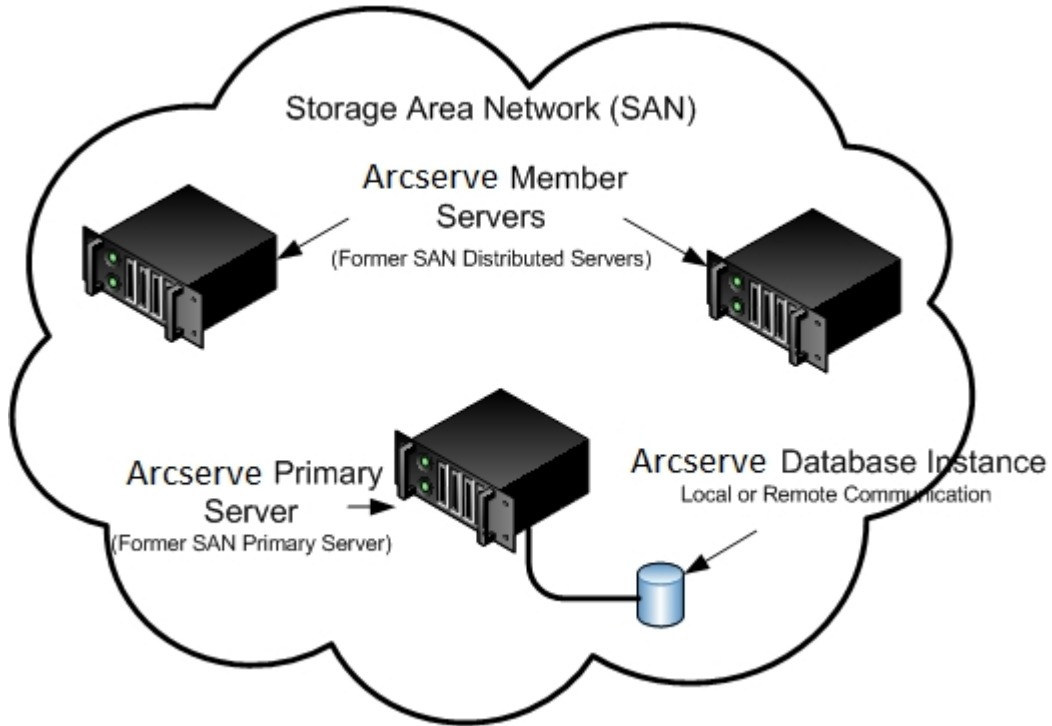 Storage Area Network (SAN)
Arcserve Member
Servers
(Former SAN Distributed Servers)
Arcserve Primary
Server
(Former SAN Primary Server)
Arcserve Database Instance
Local or Remote Communication